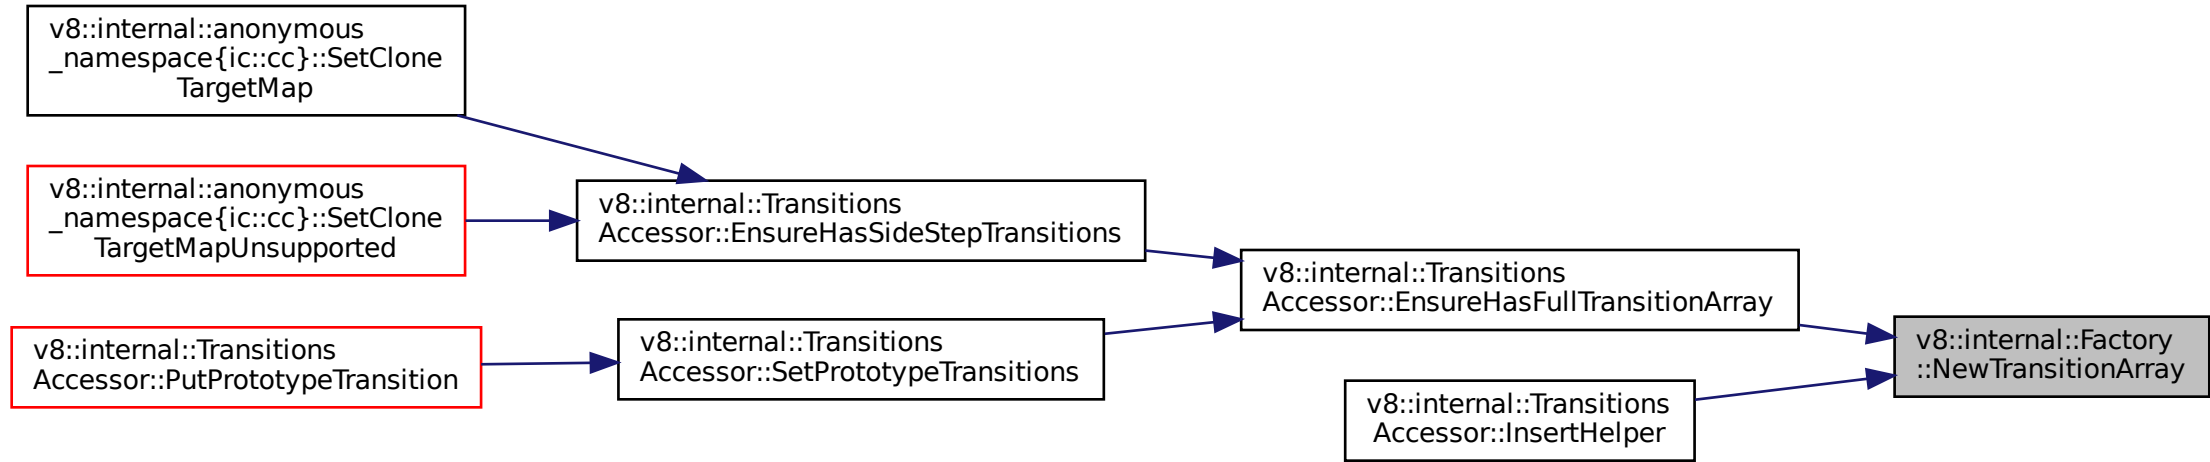 v8::internal::anonymous
_namespace{ic::cc}::SetClone
TargetMap
v8::internal::anonymous
_namespace{ic::cc}::SetClone
TargetMapUnsupported
v8::internal::Transitions
Accessor::PutPrototypeTransition
v8::internal::Transitions
Accessor::EnsureHasSideStepTransitions
v8::internal::Transitions
Accessor::SetPrototypeTransitions
v8::internal::Transitions
Accessor::EnsureHasFullTransitionArray
v8::internal::Transitions
Accessor::InsertHelper
v8::internal::Factory
::NewTransitionArray